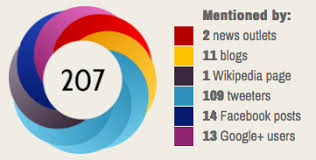 207
Mentioned by:
2 news outlets
11 blogs
1 Wikipedia page
109 tweeters
14 Facebook posts
13 Google+ users